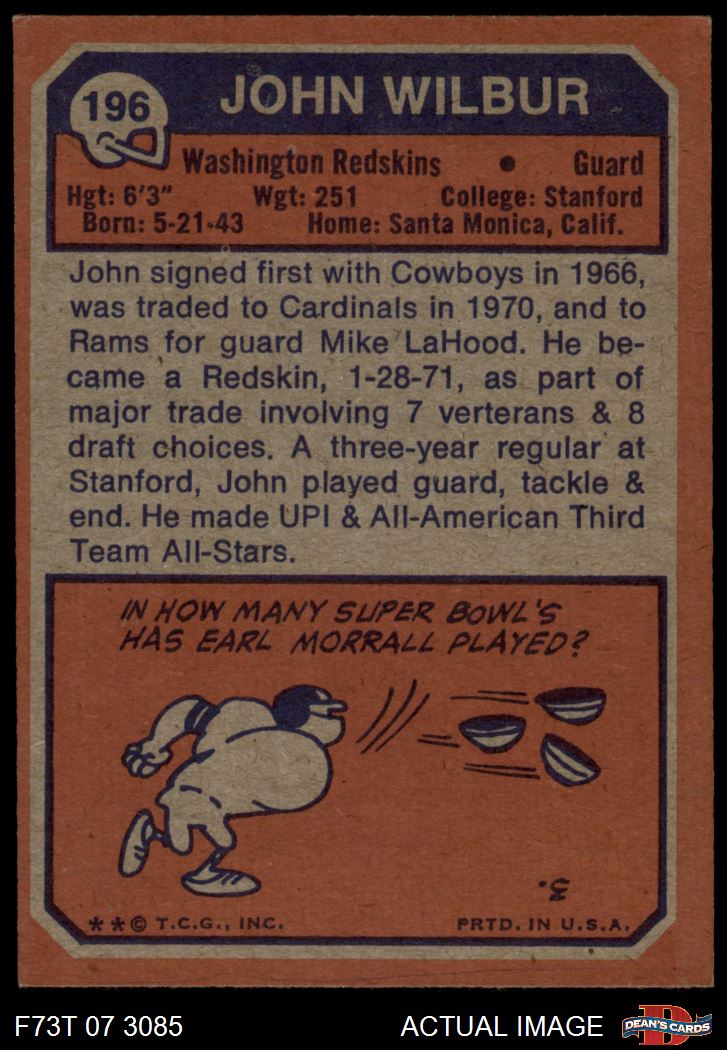 196
JOHN WILBUR
Washington Redskins • Guard
Hgt: 6'3" Wgt: 251 College: Stanford
Born: 5-21-43 Home: Santa Monica, Calif.
John signed first with Cowboys in 1966,
was traded to Cardinals in 1970, and to
Rams for guard Mike LaHood. He be-
came a Redskin, 1-28-71, as part of
major trade involving 7 verterans & 8
draft choices. A three-year regular at
Stanford, John played guard, tackle &
end. He made UPI & All-American Third
Team All-Stars.
IN HOW MANY SUPER BOWL'S
HAS EARL MORRALL PLAYED?
3.
** © T.C.G., INC. PRTD. IN U.S.A.
F73T 07 3085 ACTUAL IMAGE
D
DEAN'S CARDS